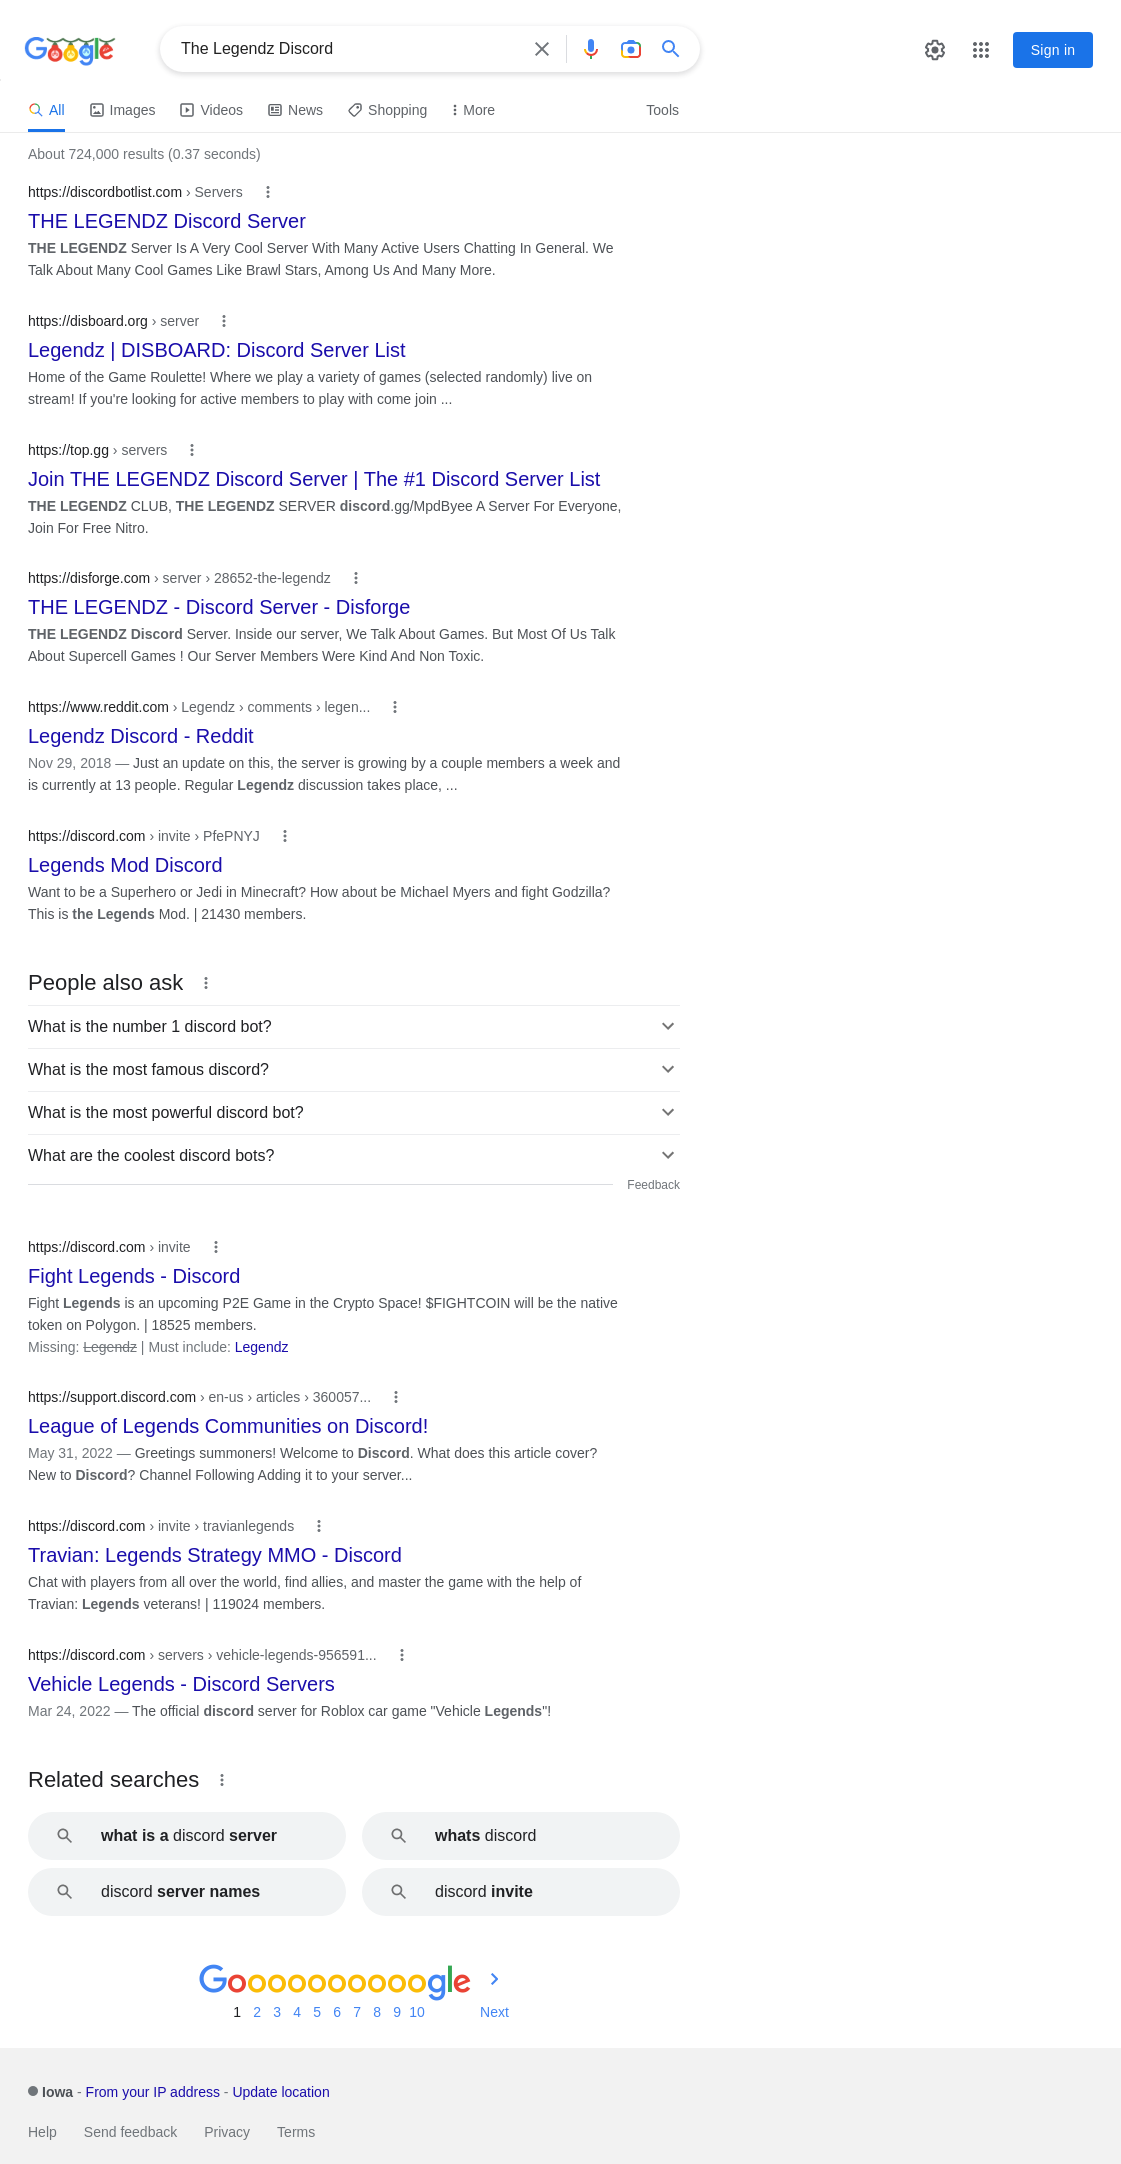 Google
The Legendz Discord
Sign in
All Images Videos News Shopping More Tools
About 724,000 results (0.37 seconds)
https://discordbotlist.com › Servers
THE LEGENDZ Discord Server
THE LEGENDZ Server Is A Very Cool Server With Many Active Users Chatting In General. We
Talk About Many Cool Games Like Brawl Stars, Among Us And Many More.
https://disboard.org › server
Legendz | DISBOARD: Discord Server List
Home of the Game Roulette! Where we play a variety of games (selected randomly) live on
stream! If you're looking for active members to play with come join ...
https://top.gg › servers
Join THE LEGENDZ Discord Server | The #1 Discord Server List
THE LEGENDZ CLUB, THE LEGENDZ SERVER discord.gg/MpdByee A Server For Everyone,
Join For Free Nitro.
https://disforge.com › server › 28652-the-legendz
THE LEGENDZ - Discord Server - Disforge
THE LEGENDZ Discord Server. Inside our server, We Talk About Games. But Most Of Us Talk
About Supercell Games ! Our Server Members Were Kind And Non Toxic.
https://www.reddit.com › Legendz › comments › legen...
Legendz Discord - Reddit
Nov 29, 2018 — Just an update on this, the server is growing by a couple members a week and
is currently at 13 people. Regular Legendz discussion takes place, ...
https://discord.com › invite › PfePNYJ
Legends Mod Discord
Want to be a Superhero or Jedi in Minecraft? How about be Michael Myers and fight Godzilla?
This is the Legends Mod. | 21430 members.
People also ask
What is the number 1 discord bot?
What is the most famous discord?
What is the most powerful discord bot?
What are the coolest discord bots?
Feedback
https://discord.com › invite
Fight Legends - Discord
Fight Legends is an upcoming P2E Game in the Crypto Space! $FIGHTCOIN will be the native
token on Polygon. | 18525 members.
Missing: Legendz | Must include: Legendz
https://support.discord.com › en-us › articles › 360057...
League of Legends Communities on Discord!
May 31, 2022 — Greetings summoners! Welcome to Discord. What does this article cover?
New to Discord? Channel Following Adding it to your server...
https://discord.com › invite › travianlegends
Travian: Legends Strategy MMO - Discord
Chat with players from all over the world, find allies, and master the game with the help of
Travian: Legends veterans! | 119024 members.
https://discord.com › servers › vehicle-legends-956591...
Vehicle Legends - Discord Servers
Mar 24, 2022 — The official discord server for Roblox car game "Vehicle Legends"!
Related searches
what is a discord server
whats discord
discord server names
discord invite
Goooooooooogle
1 2 3 4 5 6 7 8 9 10 Next
Iowa - From your IP address - Update location
Help Send feedback Privacy Terms